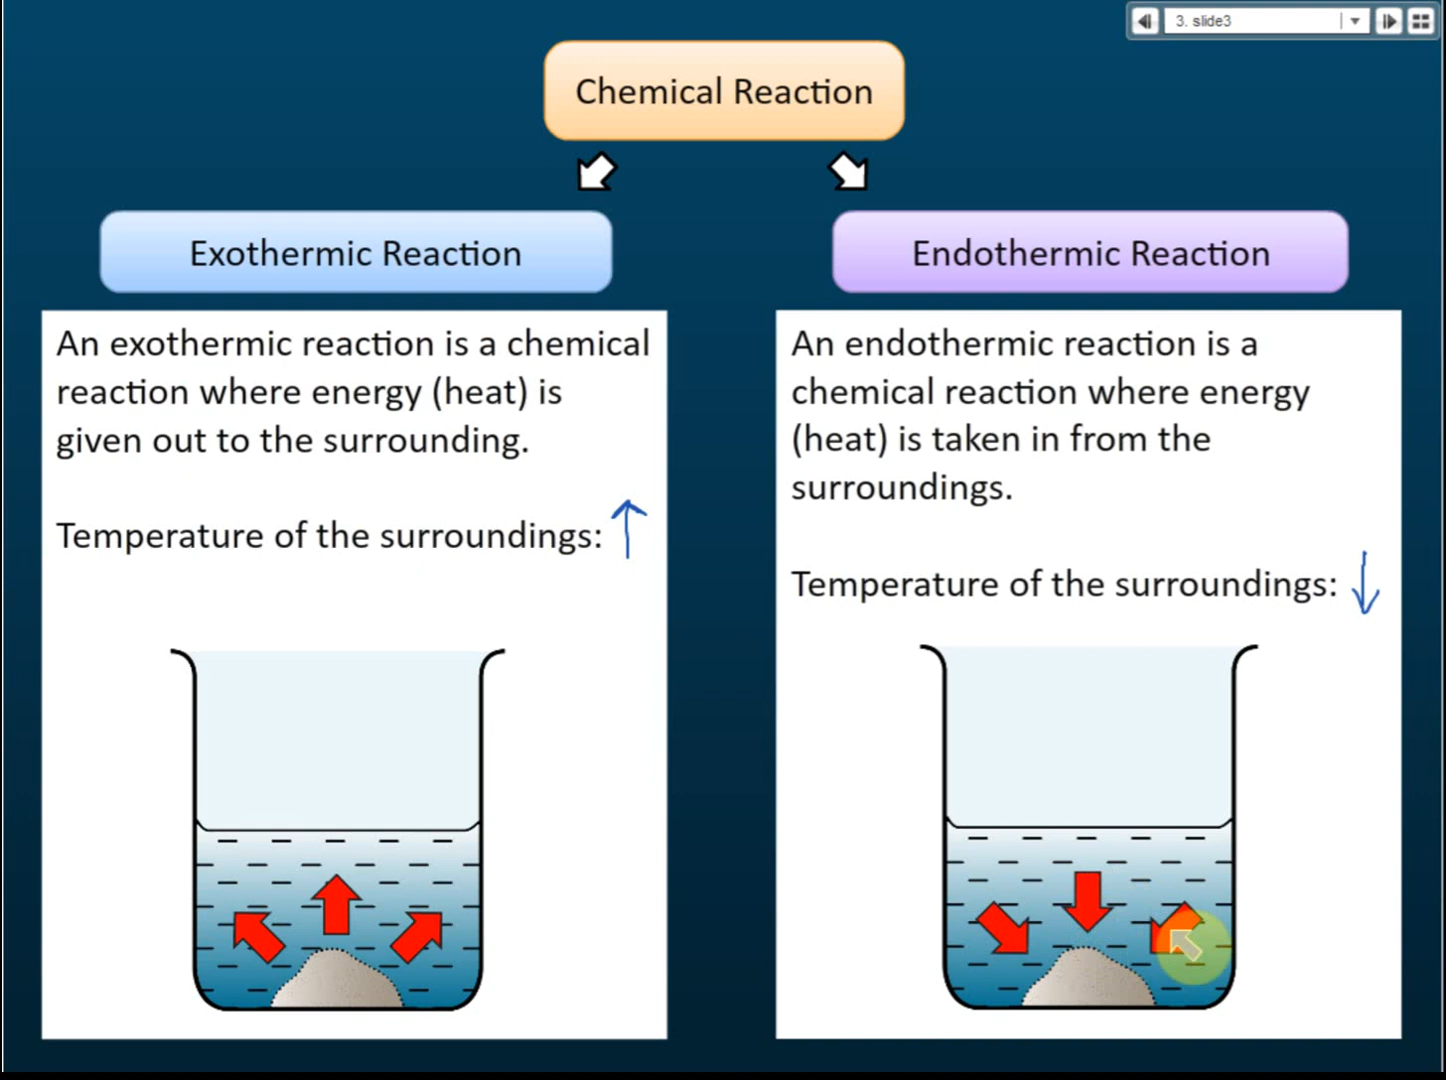 3. slide3
Chemical Reaction
Exothermic Reaction
An exothermic reaction is a chemical
reaction where energy (heat) is
given out to the surrounding.
Temperature of the surroundings: ↑
Endothermic Reaction
An endothermic reaction is a
chemical reaction where energy
(heat) is taken in from the
surroundings.
Temperature of the surroundings: ↓